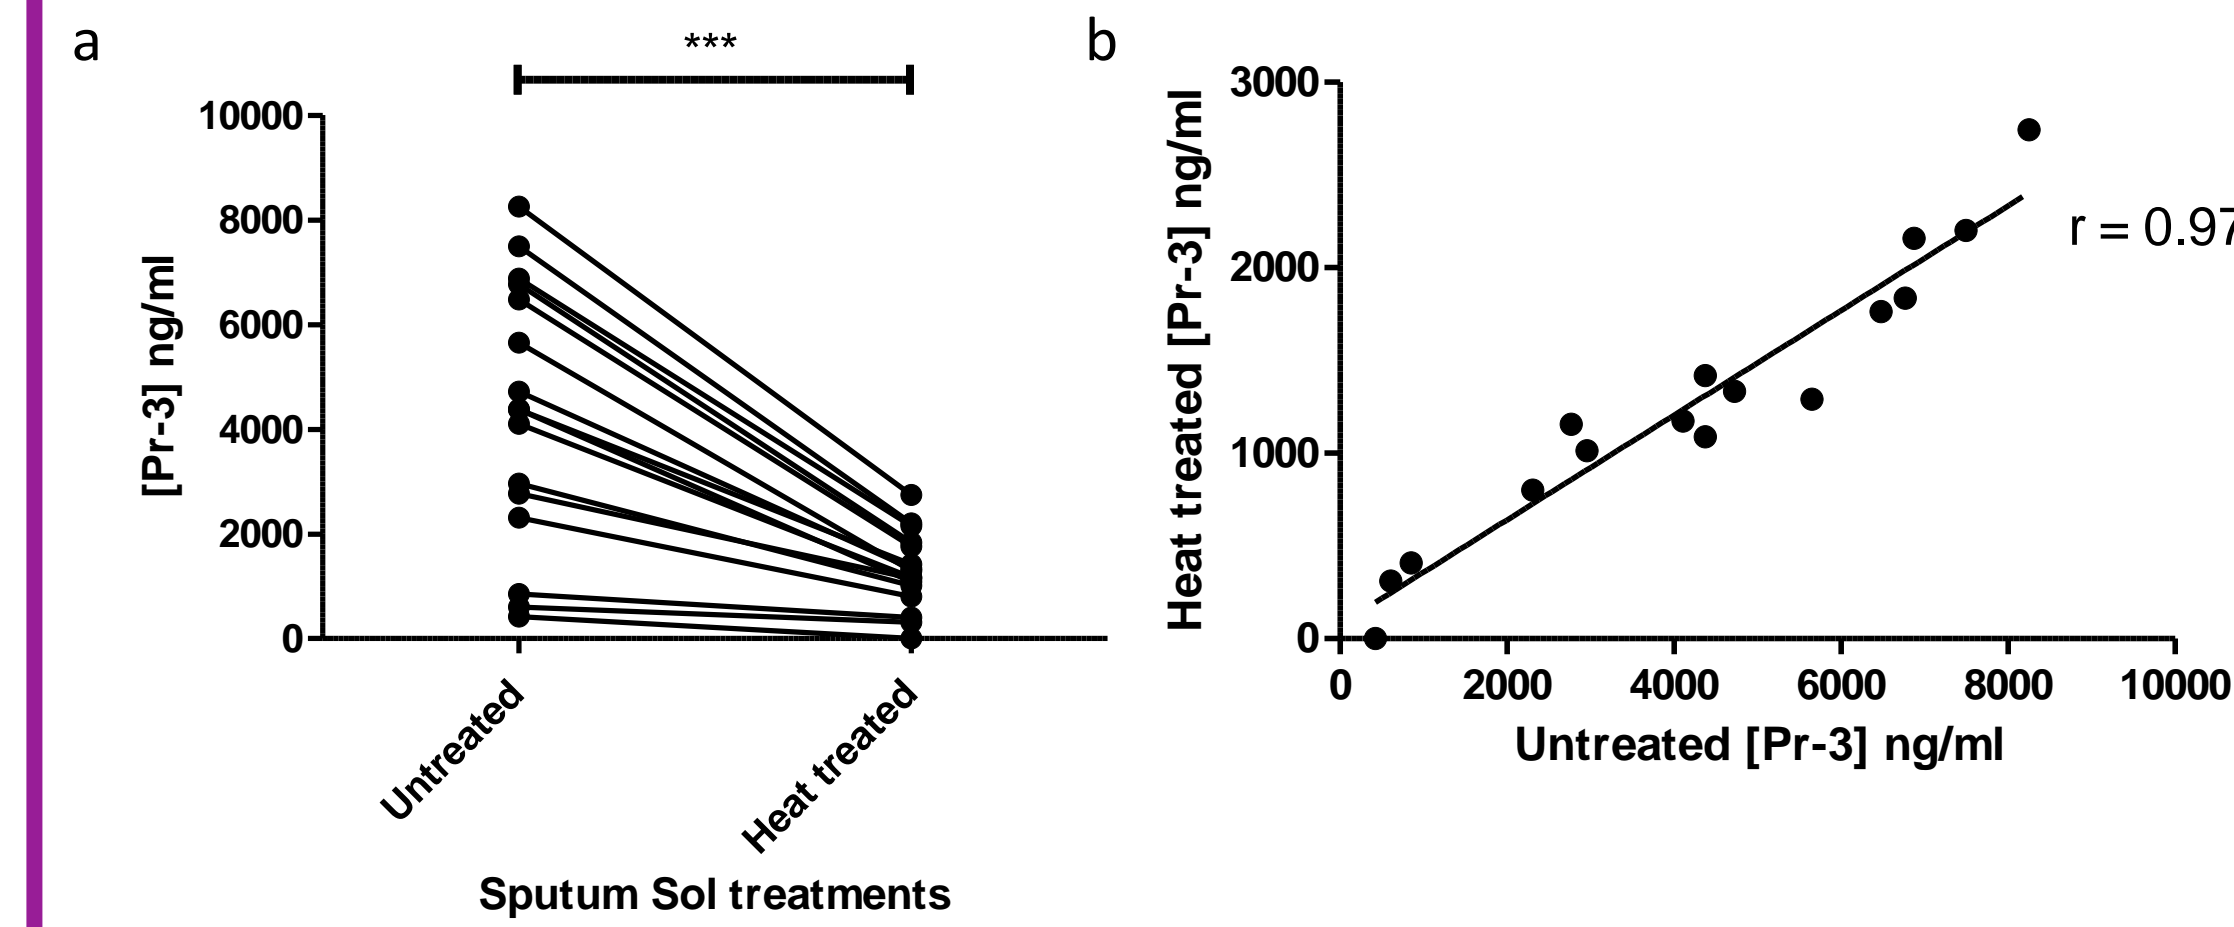 a
***
10000
8000
6000
4000
2000
0
[Pr-3] ng/ml
Untreated
Heat treated
Sputum Sol treatments
b
3000
2000
1000
0
Heat treated [Pr-3] ng/ml
r = 0.97
0 2000 4000 6000 8000 10000
Untreated [Pr-3] ng/ml